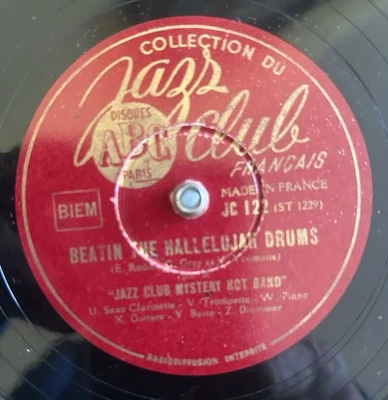 COLLECTION DU
Jazz
club
FRANÇAIS
DISQUES
ABC
PARIS
MADE IN FRANCE
BIEM
JC 122 (ST 1229)
BEATIN THE HALLELUJAH DRUMS
"JAZZ CLUB MYSTERY HOT BAND"
U. Saxo Clarinette - V. Trompette - W. Piano
X. Guitare - Y. Basse - Z. Drummer
RADIODIFFUSION INTERDITE